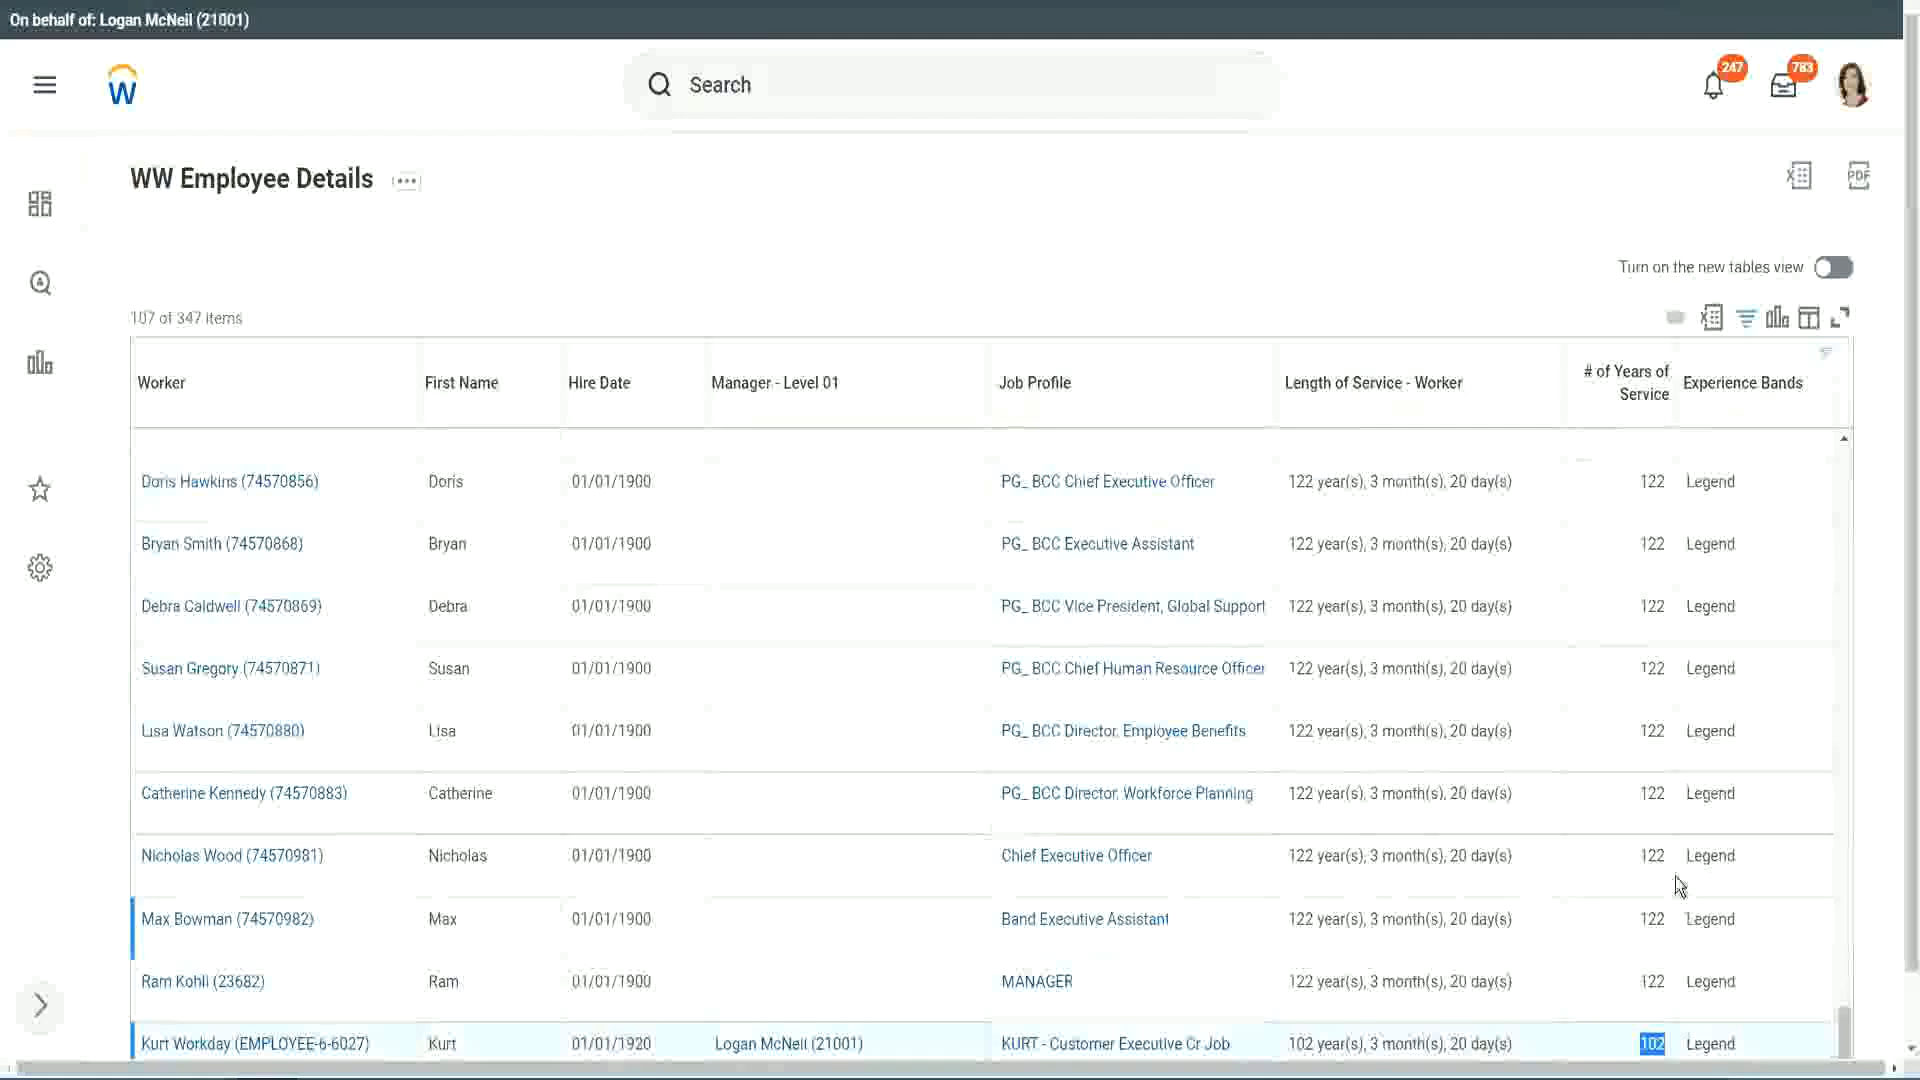 On behalf of: Logan McNeil (21001)
W
Search
247
783
WW Employee Details
PDF
Turn on the new tables view
107 of 347 items
Worker First Name Hire Date Manager - Level 01 Job Profile Length of Service - Worker # of Years of Service Experience Bands
Doris Hawkins (74570856) Doris 01/01/1900 PG_ BCC Chief Executive Officer 122 year(s), 3 month(s), 20 day(s) 122 Legend
Bryan Smith (74570868) Bryan 01/01/1900 PG_ BCC Executive Assistant 122 year(s), 3 month(s), 20 day(s) 122 Legend
Debra Caldwell (74570869) Debra 01/01/1900 PG_ BCC Vice President, Global Support 122 year(s), 3 month(s), 20 day(s) 122 Legend
Susan Gregory (74570871) Susan 01/01/1900 PG_ BCC Chief Human Resource Officer 122 year(s), 3 month(s), 20 day(s) 122 Legend
Lisa Watson (74570880) Lisa 01/01/1900 PG_ BCC Director, Employee Benefits 122 year(s), 3 month(s), 20 day(s) 122 Legend
Catherine Kennedy (74570883) Catherine 01/01/1900 PG_ BCC Director, Workforce Planning 122 year(s), 3 month(s), 20 day(s) 122 Legend
Nicholas Wood (74570981) Nicholas 01/01/1900 Chief Executive Officer 122 year(s), 3 month(s), 20 day(s) 122 Legend
Max Bowman (74570982) Max 01/01/1900 Band Executive Assistant 122 year(s), 3 month(s), 20 day(s) 122 Legend
Ram Kohli (23682) Ram 01/01/1900 MANAGER 122 year(s), 3 month(s), 20 day(s) 122 Legend
Kurt Workday (EMPLOYEE-6-6027) Kurt 01/01/1920 Logan McNeil (21001) KURT - Customer Executive Cr Job 102 year(s), 3 month(s), 20 day(s) 102 Legend